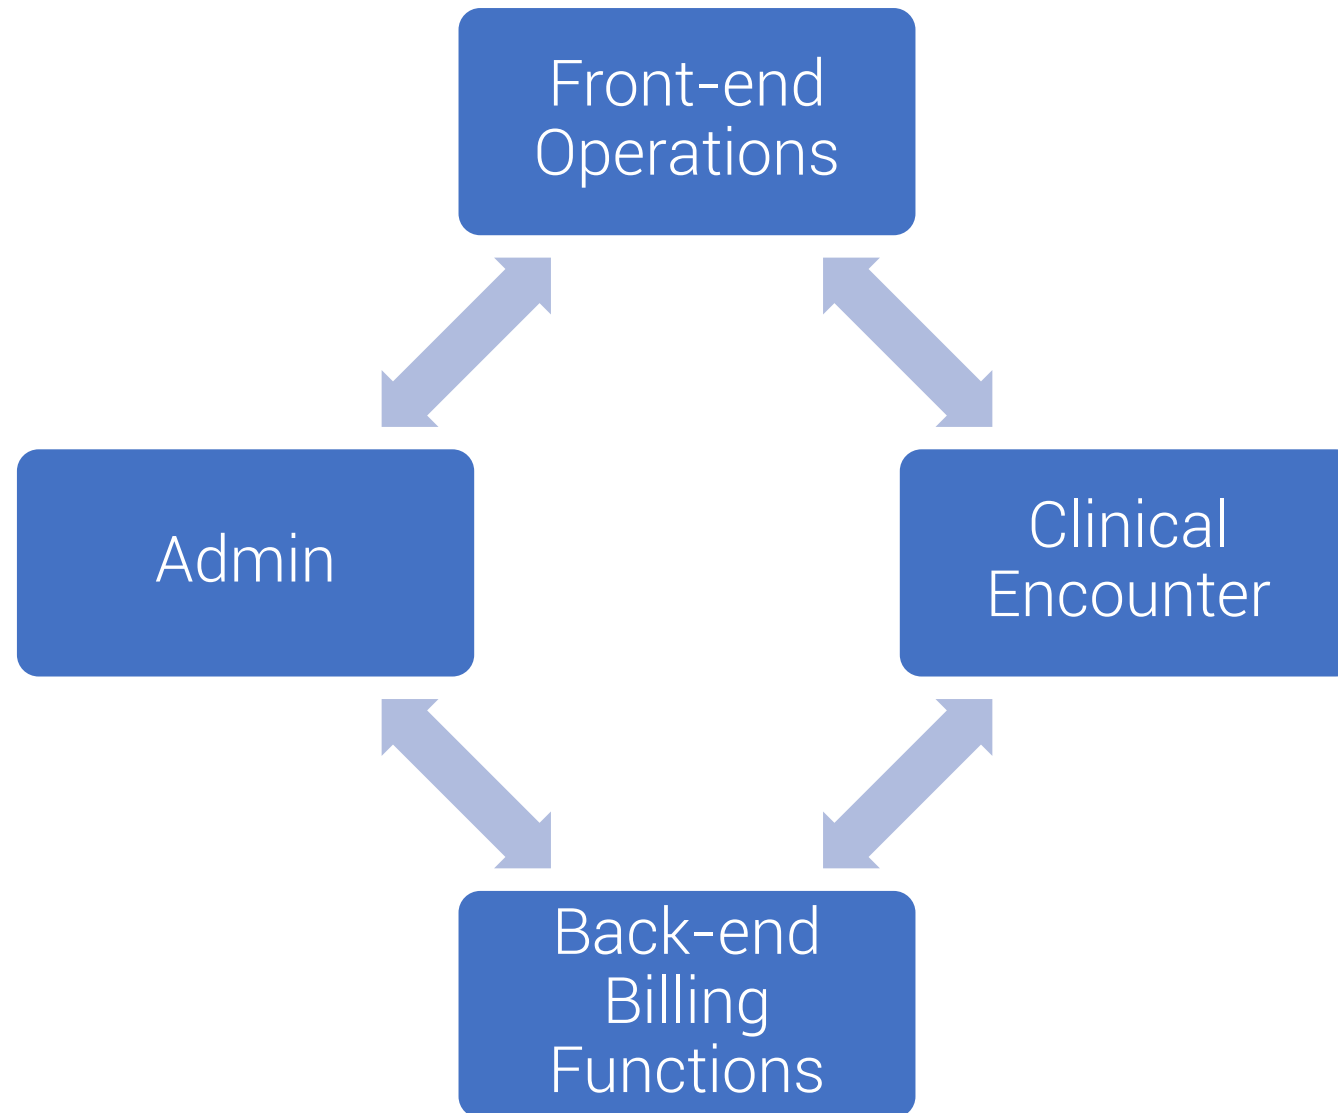 Front-end
Operations
Admin
Clinical
Encounter
Back-end
Billing
Functions